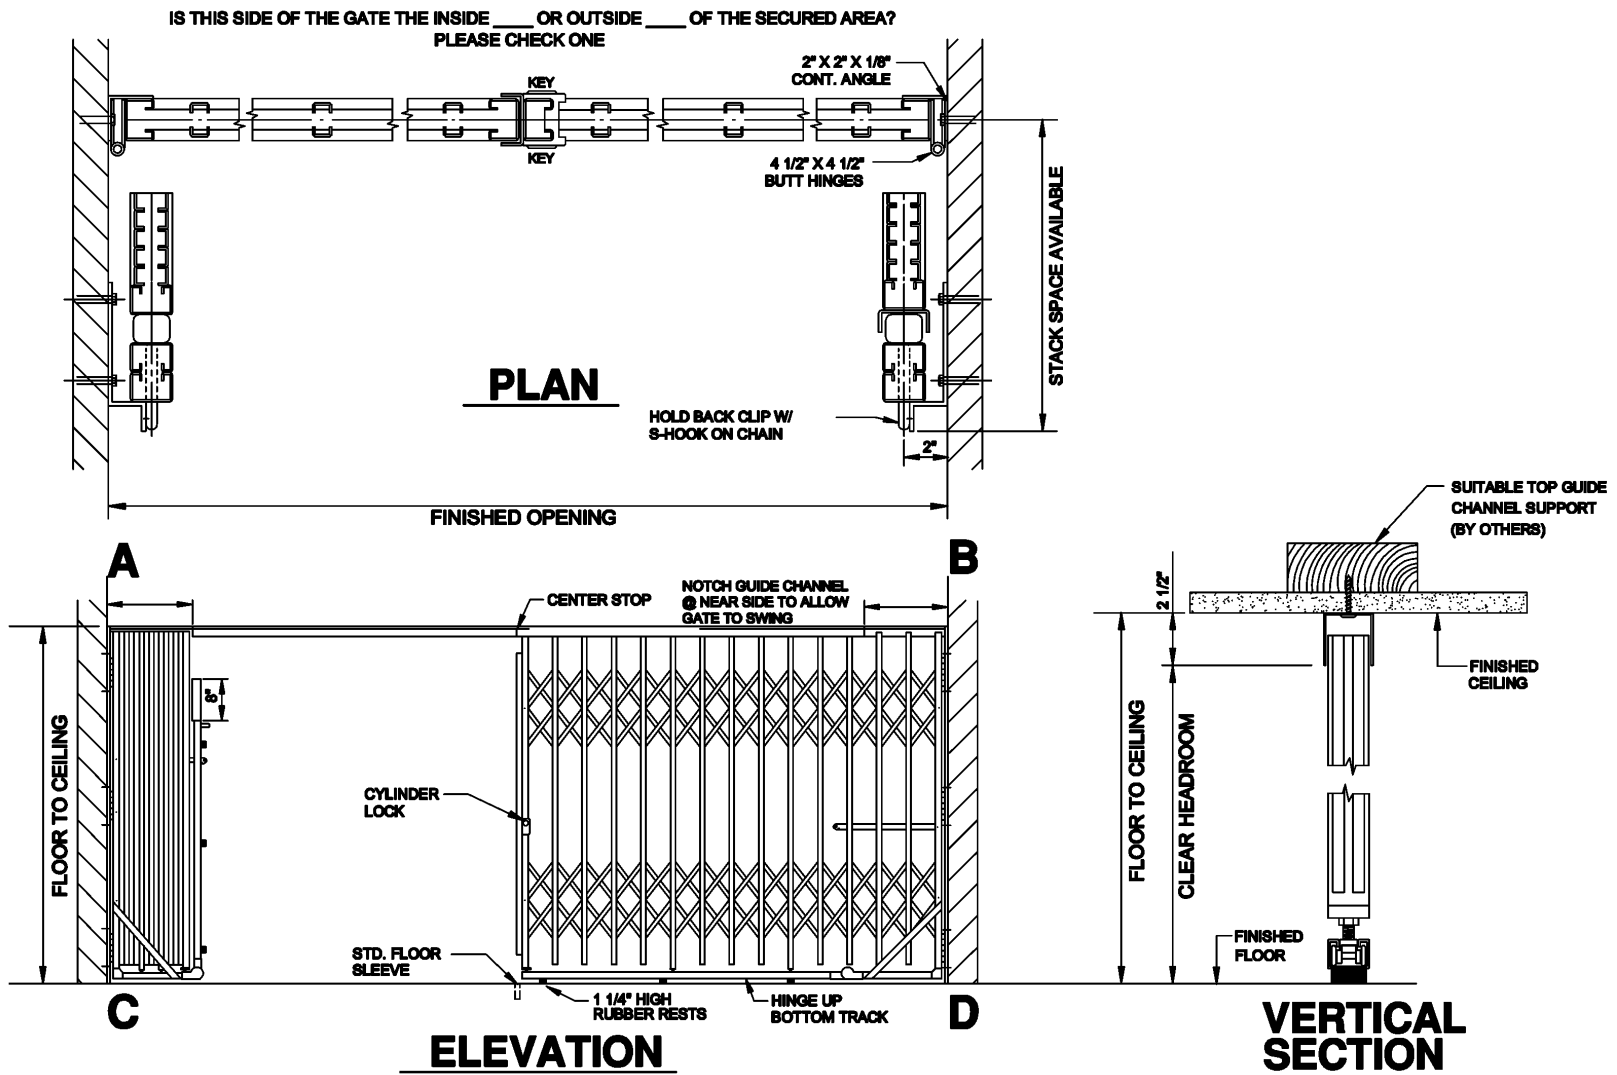 IS THIS SIDE OF THE GATE THE INSIDE ____ OR OUTSIDE ____ OF THE SECURED AREA?
PLEASE CHECK ONE
KEY
2" X 2" X 1/8"
CONT. ANGLE
KEY
4 1/2" X 4 1/2"
BUTT HINGES
STACK SPACE AVAILABLE
PLAN
HOLD BACK CLIP W/
S-HOOK ON CHAIN
2"
FINISHED OPENING
SUITABLE TOP GUIDE
CHANNEL SUPPORT
(BY OTHERS)
A
B
NOTCH GUIDE CHANNEL
@ NEAR SIDE TO ALLOW
GATE TO SWING
CENTER STOP
2 1/2"
FINISHED
CEILING
8"
FLOOR TO CEILING
CYLINDER
LOCK
FLOOR TO CEILING
CLEAR HEADROOM
STD. FLOOR
SLEEVE
FINISHED
FLOOR
C
1 1/4" HIGH
RUBBER RESTS
HINGE UP
BOTTOM TRACK
D
ELEVATION
VERTICAL
SECTION